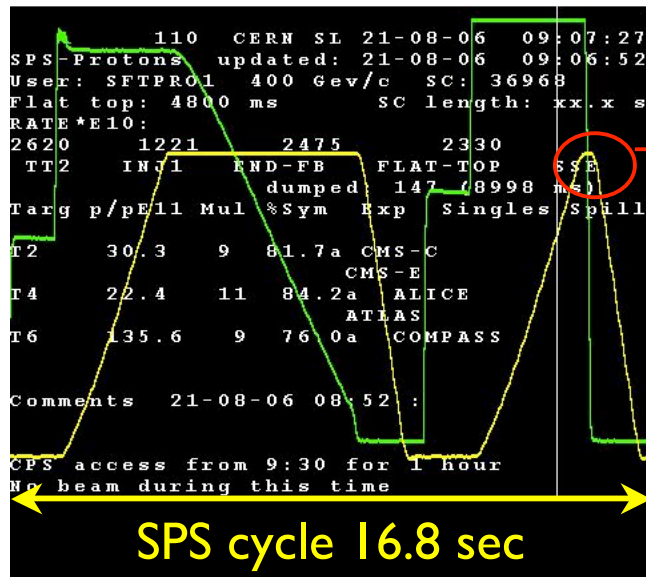 110 CERN SL 21-08-06 09:07:27
SPS-Protons updated: 21-08-06 09:06:52
User: SFTPRO1 400 Gev/c SC: 36968
Flat top: 4800 ms SC length: xx.x s
RATE*E10:
2620 1221 2475 2330
TT2 INJ1 END-FB FLAT-TOP SSE
dumped 147 (8998 ms)
Targ p/pE11 Mul %Sym Exp Singles Spill
T2 30.3 9 81.7a CMS-C
CMS-E
T4 22.4 11 84.2a ALICE
ATLAS
T6 135.6 9 76.0a COMPASS
Comments 21-08-06 08:52 :
CPS access from 9:30 for 1 hour
No beam during this time
SPS cycle 16.8 sec